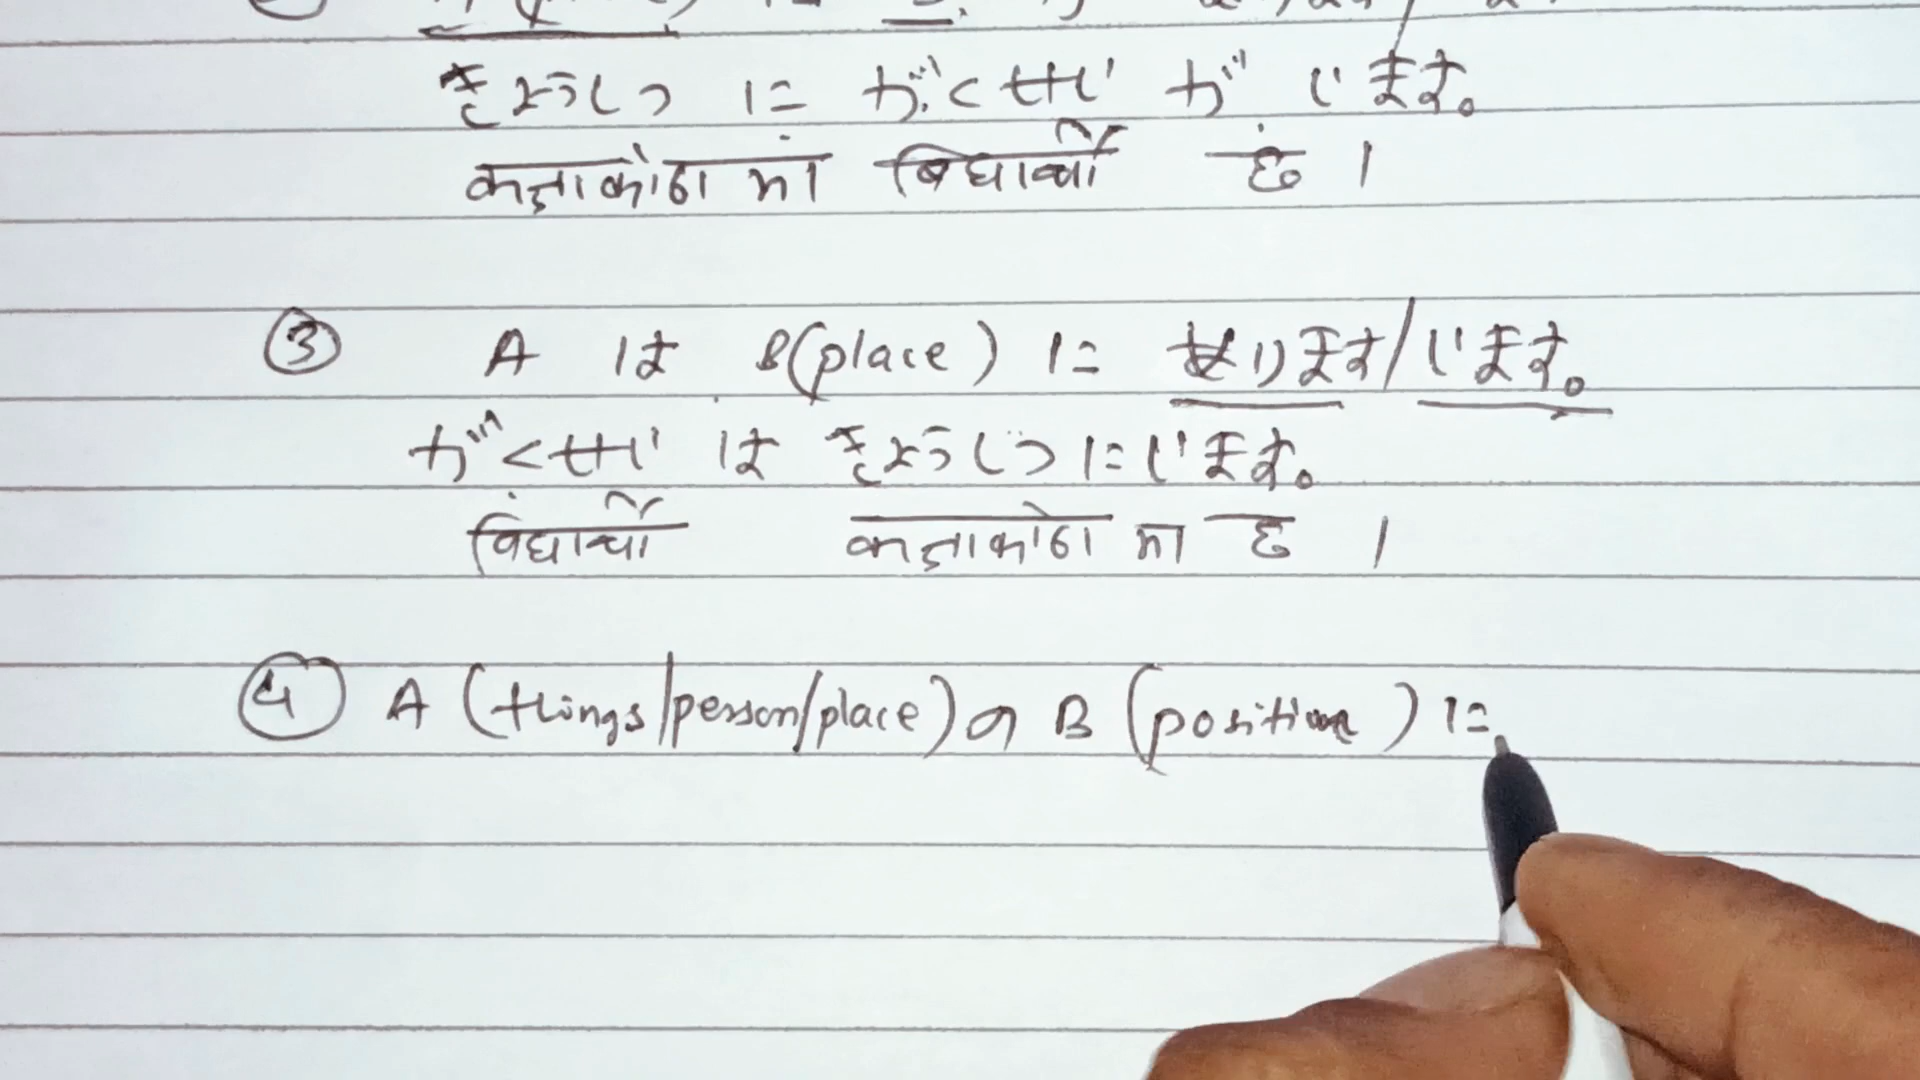 きょうしつ に がくせい が います。
कक्षाकोठा मा विद्यार्थी छ ।
③ A は B(place) に あります/います。
がくせい は きょうしつ に います。
विद्यार्थी कक्षाकोठा मा छ ।
④ A (things/person/place) の B (position) に